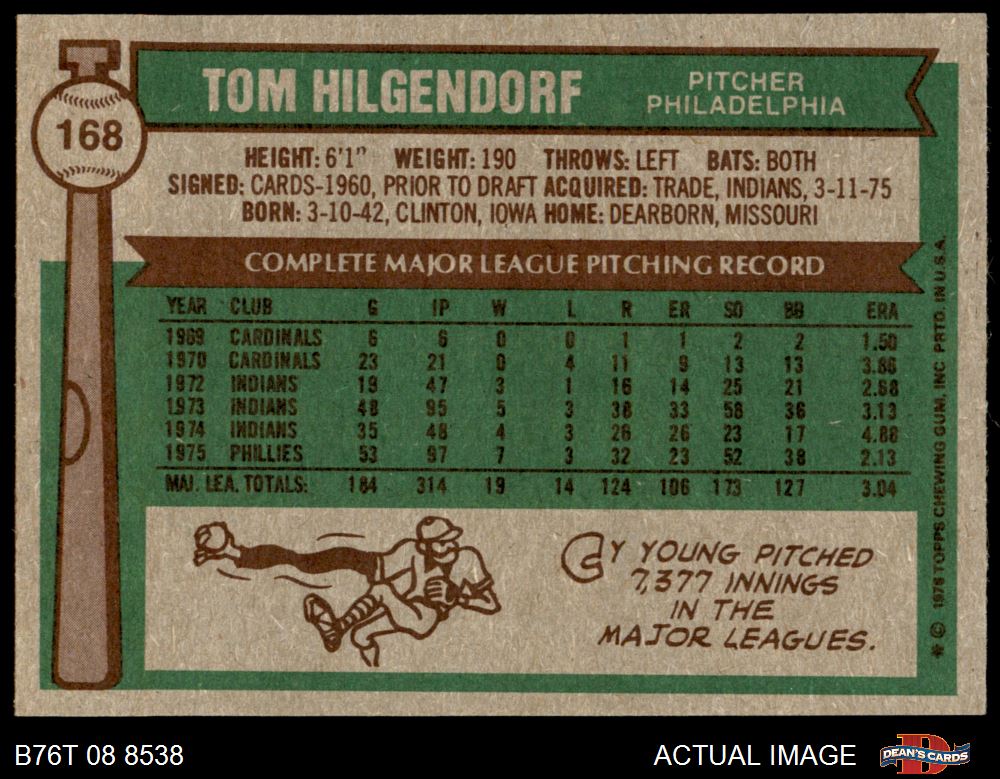 168
TOM HILGENDORF
PITCHER
PHILADELPHIA
HEIGHT: 6'1" WEIGHT: 190 THROWS: LEFT BATS: BOTH
SIGNED: CARDS-1960, PRIOR TO DRAFT ACQUIRED: TRADE, INDIANS, 3-11-75
BORN: 3-10-42, CLINTON, IOWA HOME: DEARBORN, MISSOURI
COMPLETE MAJOR LEAGUE PITCHING RECORD
YEAR CLUB G IP W L R ER SO BB ERA
1969 CARDINALS 6 6 0 0 1 1 2 2 1.50
1970 CARDINALS 23 21 0 4 11 9 13 13 3.86
1972 INDIANS 19 47 3 1 16 14 25 21 2.68
1973 INDIANS 48 95 5 3 38 33 58 36 3.13
1974 INDIANS 35 48 4 3 26 26 23 17 4.88
1975 PHILLIES 53 97 7 3 32 23 52 38 2.13
MAJ. LEA. TOTALS: 184 314 19 14 124 106 173 127 3.04
CY YOUNG PITCHED
7,377 INNINGS
IN THE
MAJOR LEAGUES.
* © 1976 TOPPS CHEWING GUM, INC PRTD. IN U.S.A.
B76T 08 8538
ACTUAL IMAGE
DEAN'S CARDS